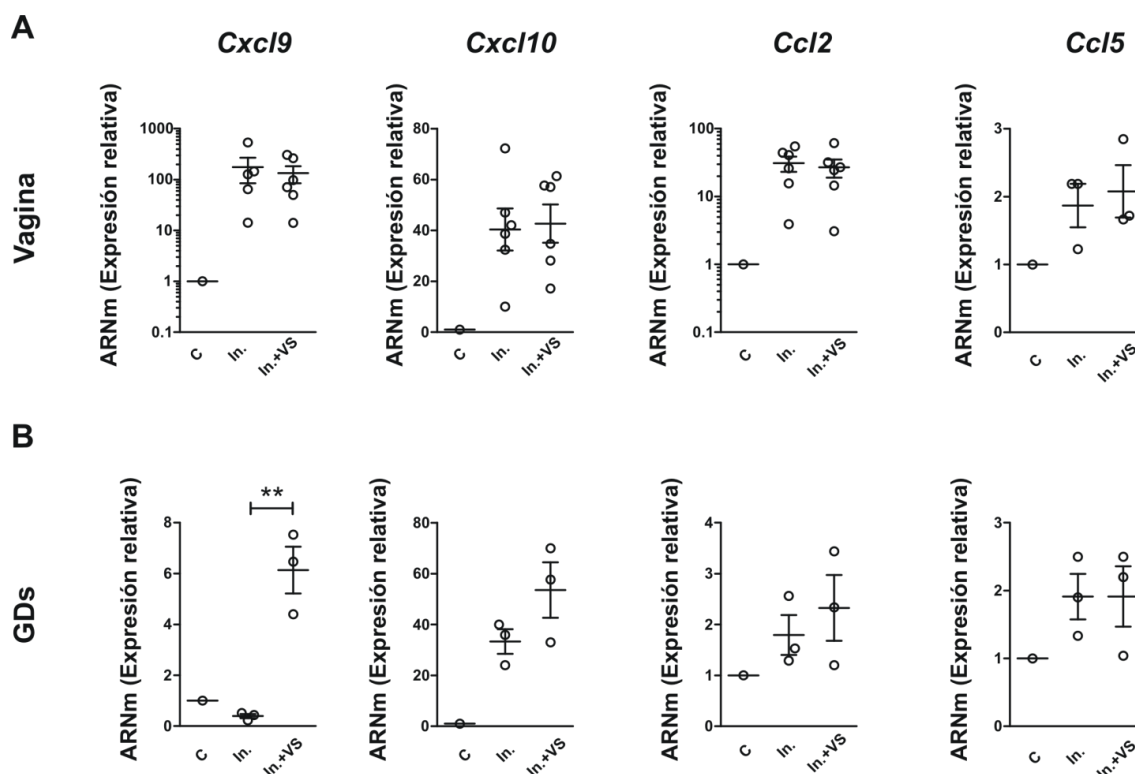 A
Cxcl9
Cxcl10
Ccl2
Ccl5
Vagina
ARNm (Expresión relativa)
1000
100
10
1
0.1
C
In.
In.+VS
ARNm (Expresión relativa)
80
60
40
20
0
C
In.
In.+VS
ARNm (Expresión relativa)
100
10
1
0.1
C
In.
In.+VS
ARNm (Expresión relativa)
3
2
1
0
C
In.
In.+VS
B
GDs
ARNm (Expresión relativa)
8
6
4
2
0
**
C
In.
In.+VS
ARNm (Expresión relativa)
80
60
40
20
0
C
In.
In.+VS
ARNm (Expresión relativa)
4
3
2
1
0
C
In.
In.+VS
ARNm (Expresión relativa)
3
2
1
0
C
In.
In.+VS